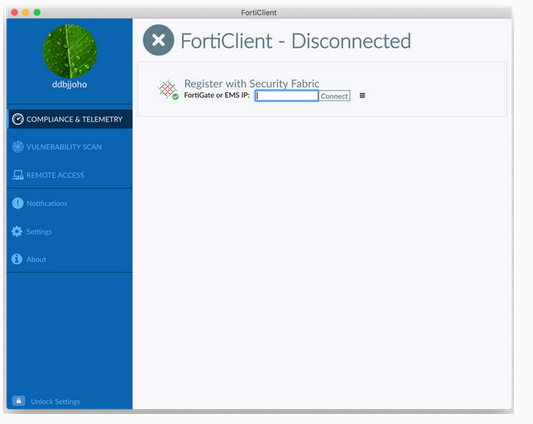 FortiClient
ddbjjoho
FortiClient - Disconnected
Register with Security Fabric
FortiGate or EMS IP:
Connect
COMPLIANCE & TELEMETRY
VULNERABILITY SCAN
REMOTE ACCESS
Notifications
Settings
About
Unlock Settings